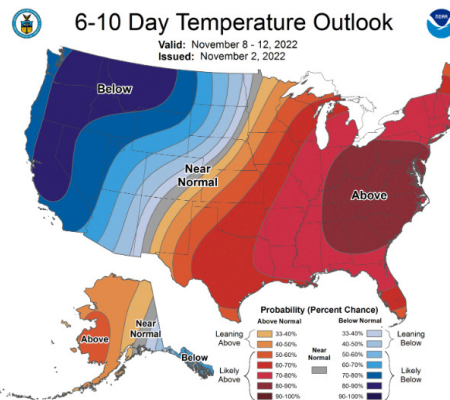 6-10 Day Temperature Outlook
Valid: November 8 - 12, 2022
Issued: November 2, 2022
NOAA
Below
Near
Normal
Above
Above
Near
Normal
Below
Probability (Percent Chance)
Above Normal
Below Normal
Leaning
Above
33-40%
40-50%
33-40%
40-50%
Leaning
Below
Near
Normal
Likely
Above
50-60%
60-70%
70-80%
80-90%
90-100%
50-60%
60-70%
70-80%
80-90%
90-100%
Likely
Below